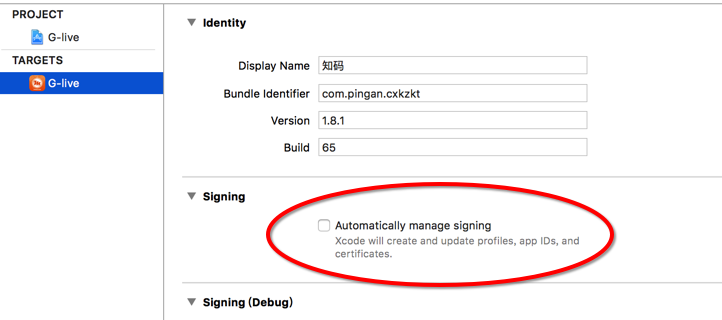 PROJECT
G-live
TARGETS
G-live
Identity
Display Name 知码
Bundle Identifier com.pingan.cxkzkt
Version 1.8.1
Build 65
Signing
Automatically manage signing
Xcode will create and update profiles, app IDs, and
certificates.
Signing (Debug)